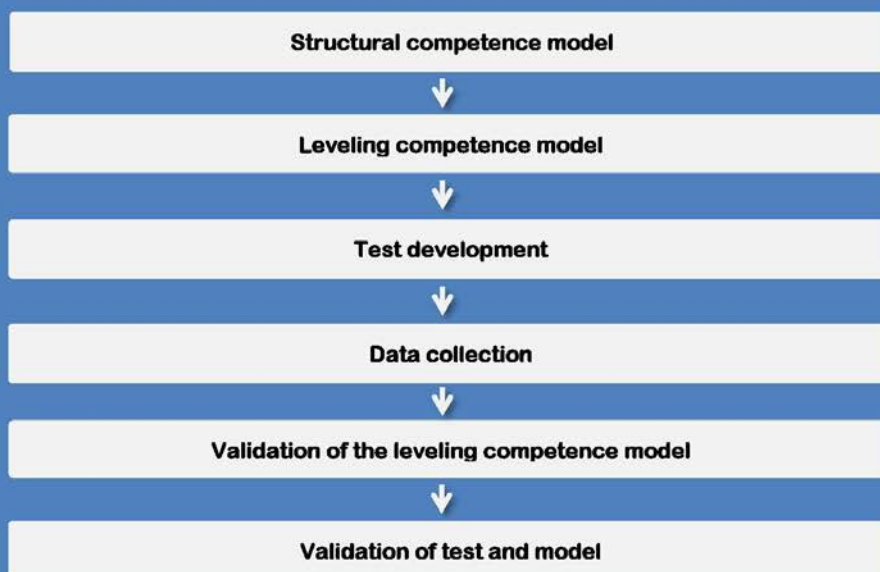 Structural competence model
Leveling competence model
Test development
Data collection
Validation of the leveling competence model
Validation of test and model